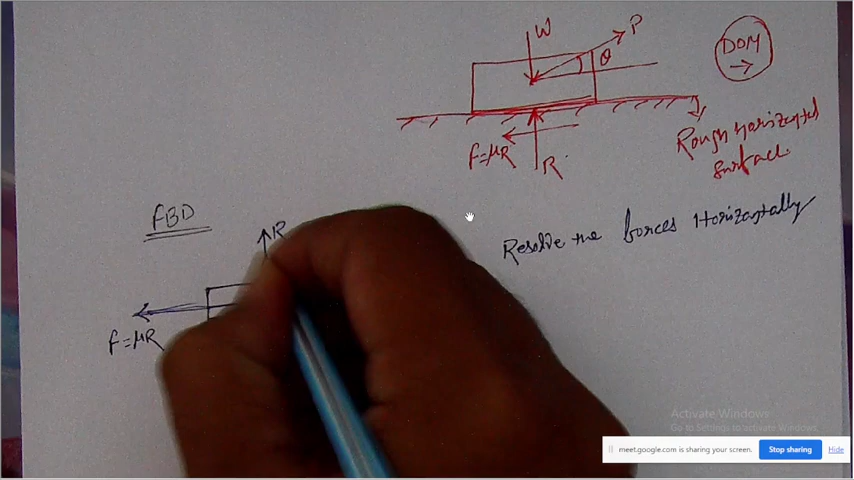 W
P
θ
DOM
→
F=μR
R
Rough Horizontal
surface.
FBD
R
F=μR
Resolve the forces Horizontally
Activate Windows
Go to Settings to activate Windows.
meet.google.com is sharing your screen.
Stop sharing
Hide